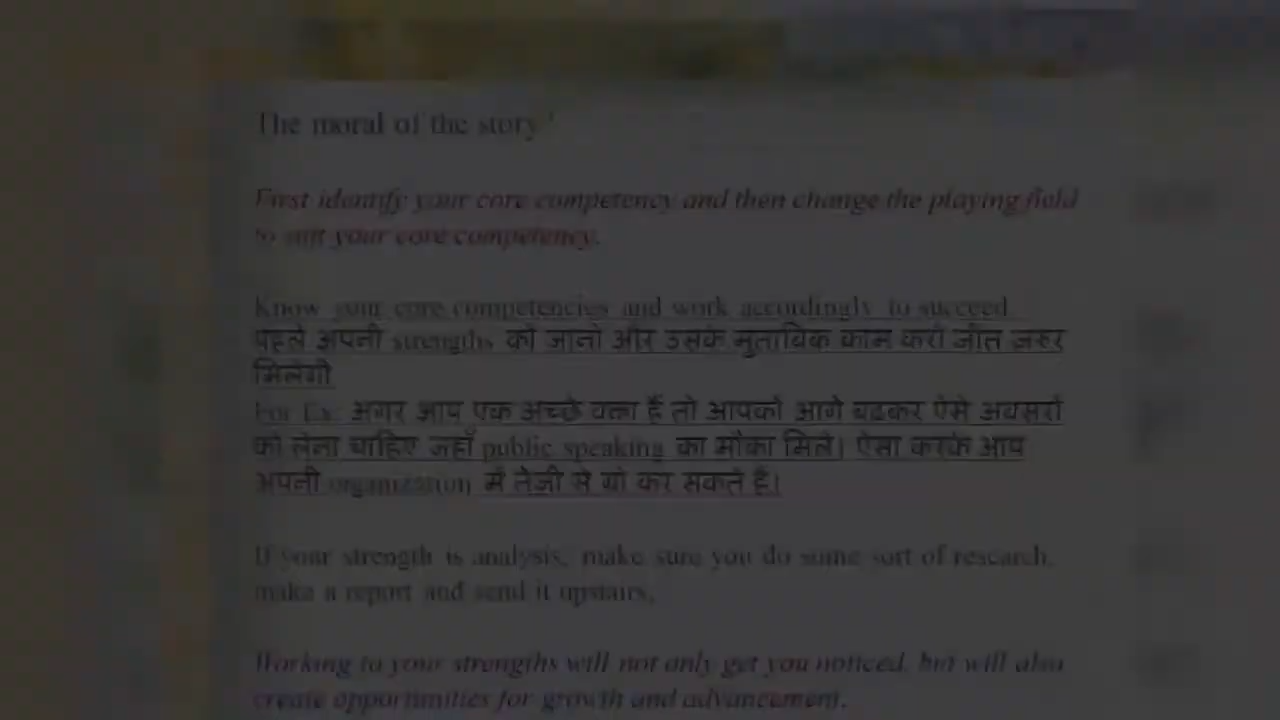 The moral of the story
First identify your core competency and then change the playing field
to suit your core competency.
Know your core competencies and work accordingly to succeed
पहले अपनी strengths को जानो और उसके मुताबिक काम करो जीत जरुर
मिलेगी
For Ex: अगर आप एक अच्छे वक्ता हैं तो आपको आगे बढकर ऐसे अवसरों
को लेना चाहिए जहाँ public speaking का मौका मिले। ऐसा करके आप
अपनी organization में तेजी से ग्रो कर सकते हैं।
If your strength is analysis, make sure you do some sort of research,
make a report and send it upstairs.
Working to your strengths will not only get you noticed, but will also
create opportunities for growth and advancement.